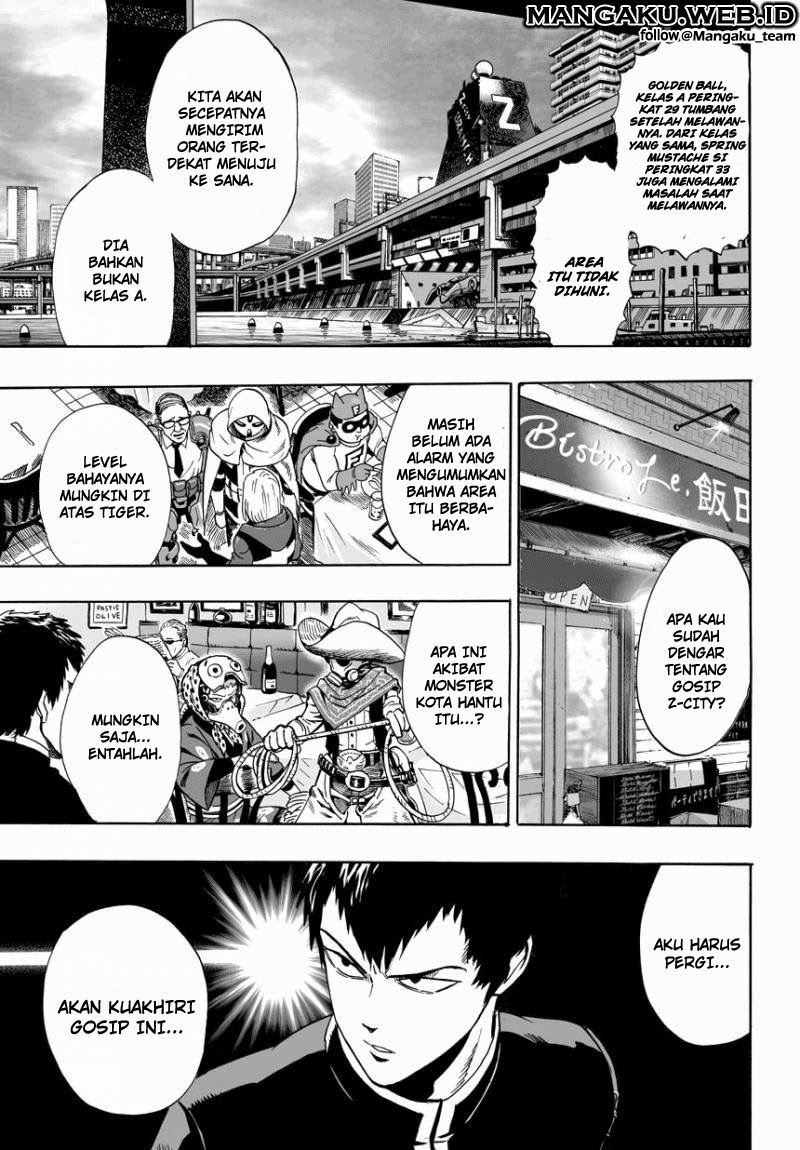 MANGAKU.WEB.ID
follow @Mangaku_team
GOLDEN BALL,
KELAS A PERING-
KAT 29 TUMBANG
SETELAH MELAWAN-
NYA. DARI KELAS
YANG SAMA, SPRING
MUSTACHE SI
PERINGKAT 33
JUGA MENGALAMI
MASALAH SAAT
MELAWANNYA.
AREA
ITU TIDAK
DIHUNI.
Z
KITA AKAN
SECEPATNYA
MENGIRIM
ORANG TER-
DEKAT MENUJU
KE SANA.
DIA
BAHKAN
BUKAN
KELAS A.
Bistro Le.飯田
OPEN
APA KAU
SUDAH
DENGAR
TENTANG
GOSIP
Z-CITY?
F
F
MASIH
BELUM ADA
ALARM YANG
MENGUMUMKAN
BAHWA AREA
ITU BERBA-
HAYA.
LEVEL
BAHAYANYA
MUNGKIN DI
ATAS TIGER.
PASTIS
OLIVE
APA INI
AKIBAT
MONSTER
KOTA HANTU
ITU...?
MUNGKIN
SAJA...
ENTAHLAH.
AKU HARUS
PERGI...
AKAN KUAKHIRI
GOSIP INI...